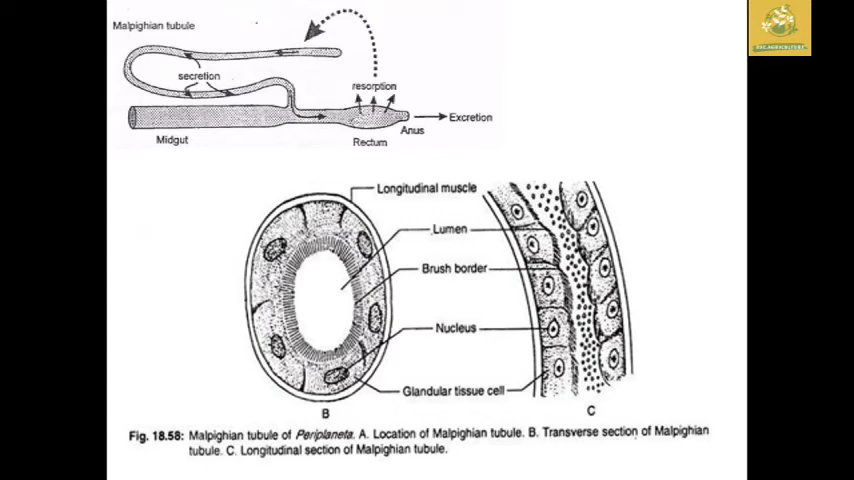 Malpighian tubule
secretion
resorption
Excretion
Anus
Midgut
Rectum
Longitudinal muscle
Lumen
Brush border
Nucleus
Glandular tissue cell
B
C
Fig. 18.58: Malpighian tubule of Periplaneta. A. Location of Malpighian tubule. B. Transverse section of Malpighian
tubule. C. Longitudinal section of Malpighian tubule.